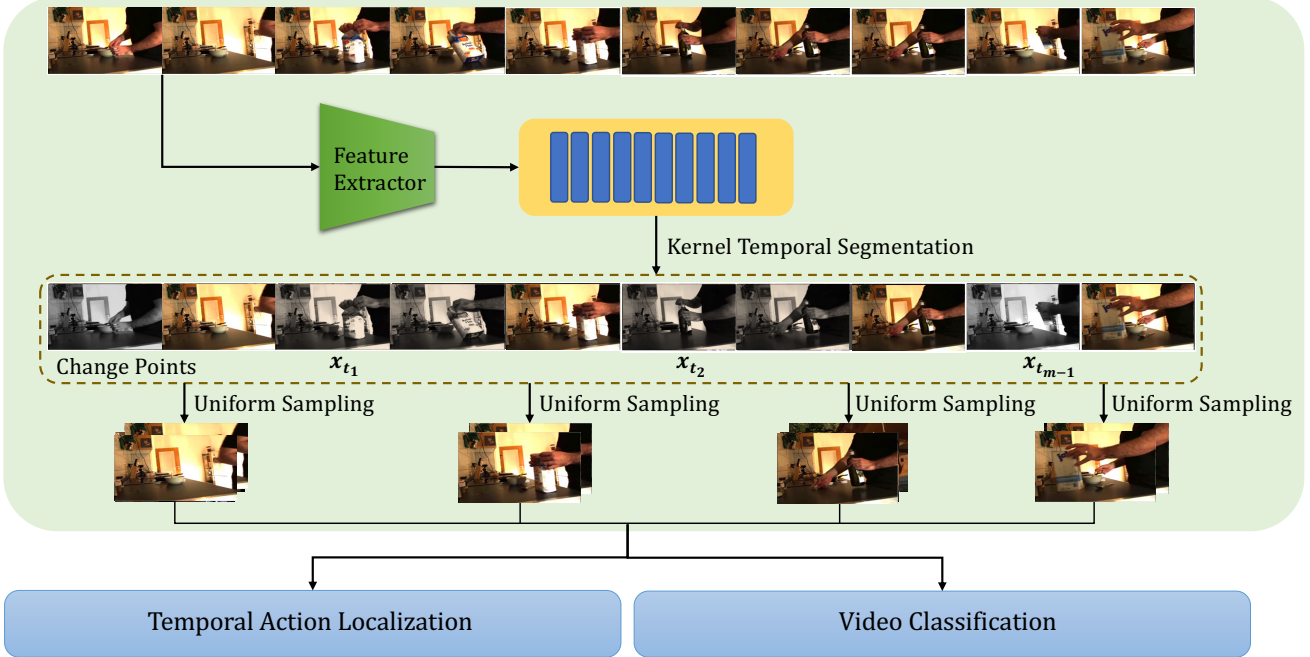 Feature
Extractor
Kernel Temporal Segmentation
Change Points
x_{t_1}
x_{t_2}
x_{t_{m-1}}
Uniform Sampling
Uniform Sampling
Uniform Sampling
Uniform Sampling
Temporal Action Localization
Video Classification